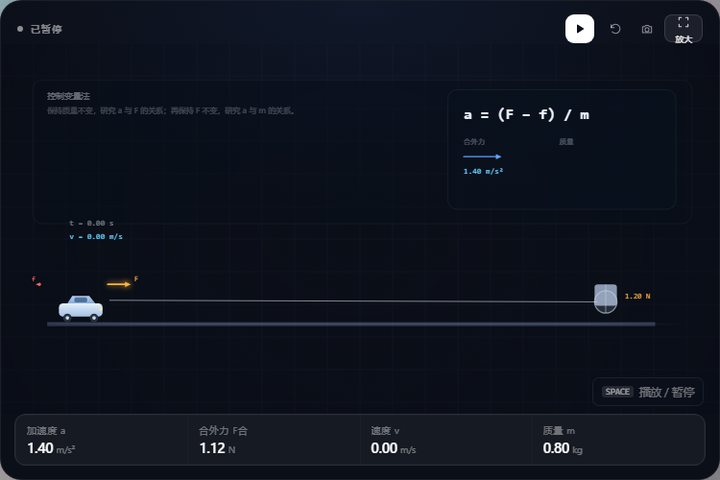 已暂停
放大
控制变量法
保持质量不变，研究 a 与 F 的关系；再保持 F 不变，研究 a 与 m 的关系。
a = (F − f) / m
合外力
质量
1.40 m/s²
t = 0.00 s
v = 0.00 m/s
f
F
1.20 N
SPACE 播放 / 暂停
加速度 a
合外力 F合
速度 v
质量 m
1.40 m/s²
1.12 N
0.00 m/s
0.80 kg